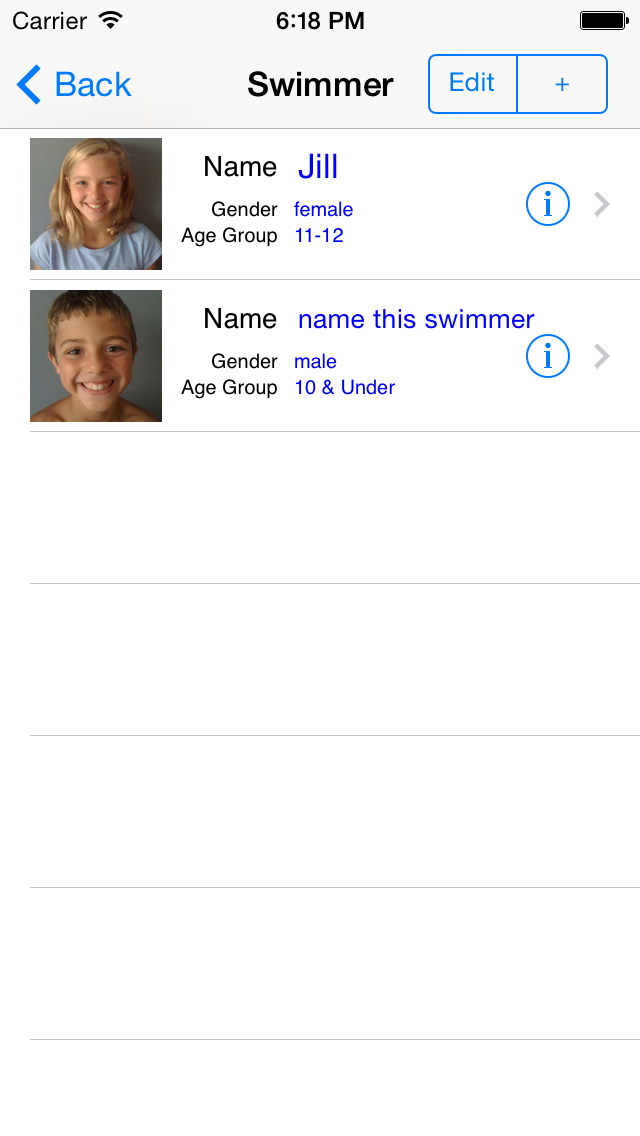 Carrier 6:18 PM
Back Swimmer Edit +
Name Jill
Gender female
Age Group 11-12
Name name this swimmer
Gender male
Age Group 10 & Under